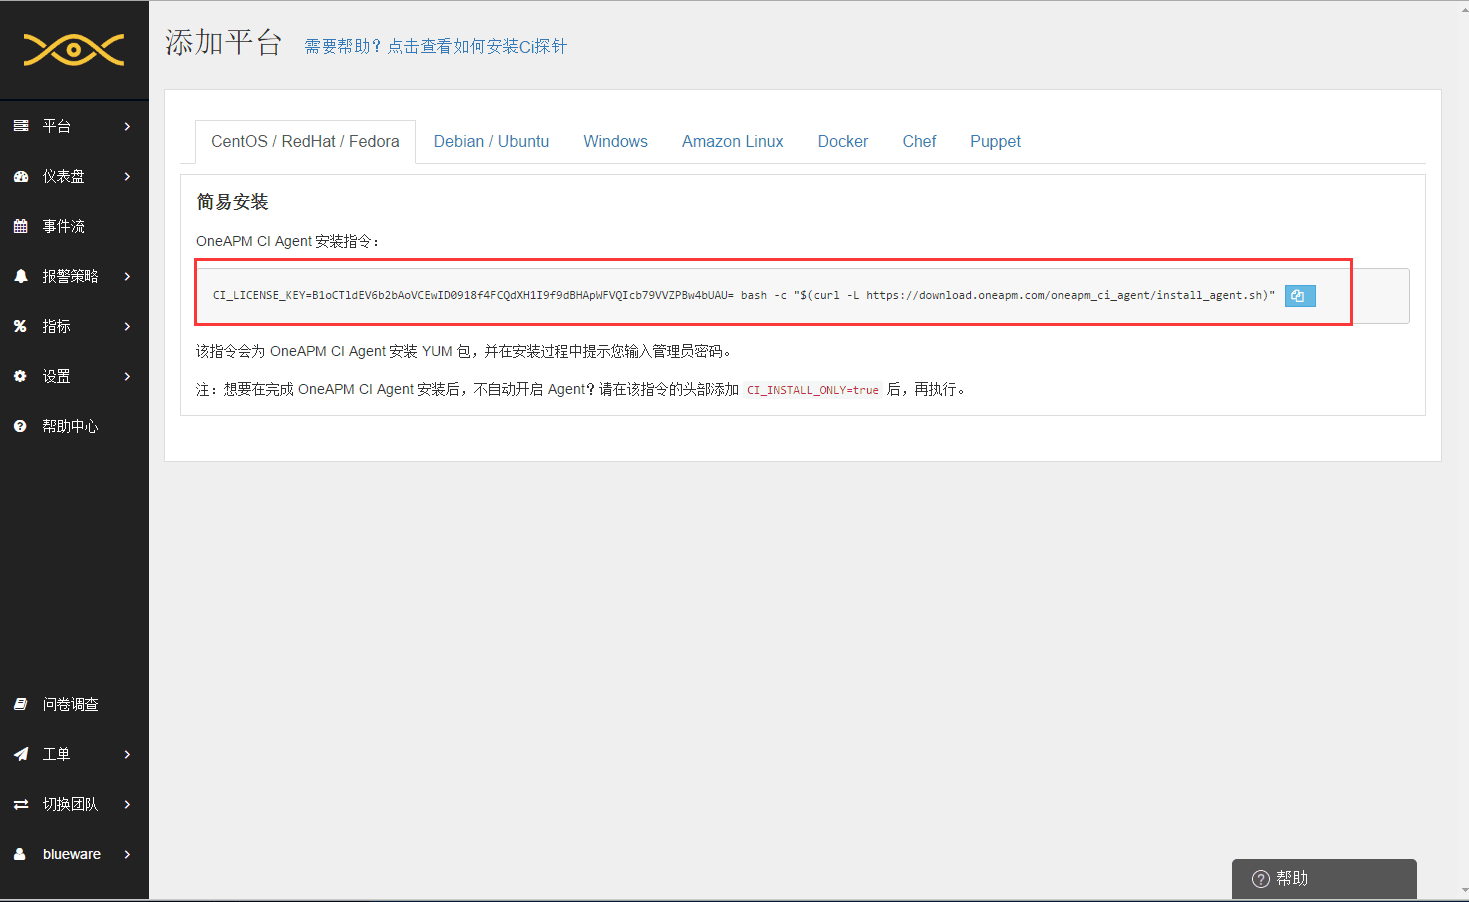 添加平台 需要帮助？点击查看如何安装Ci探针
平台
仪表盘
事件流
报警策略
指标
设置
帮助中心
问卷调查
工单
切换团队
blueware
CentOS / RedHat / Fedora Debian / Ubuntu Windows Amazon Linux Docker Chef Puppet
简易安装
OneAPM CI Agent 安装指令：
CI_LICENSE_KEY=B1oCTldEV6b2bAoVCEwID0918f4FCQdXH1I9f9dBHApWFVQIcb79VVZPBw4bUAU= bash -c "$(curl -L https://download.oneapm.com/oneapm_ci_agent/install_agent.sh)"
该指令会为 OneAPM CI Agent 安装 YUM 包，并在安装过程中提示您输入管理员密码。
注：想要在完成 OneAPM CI Agent 安装后，不自动开启 Agent？请在该指令的头部添加 CI_INSTALL_ONLY=true 后，再执行。
帮助